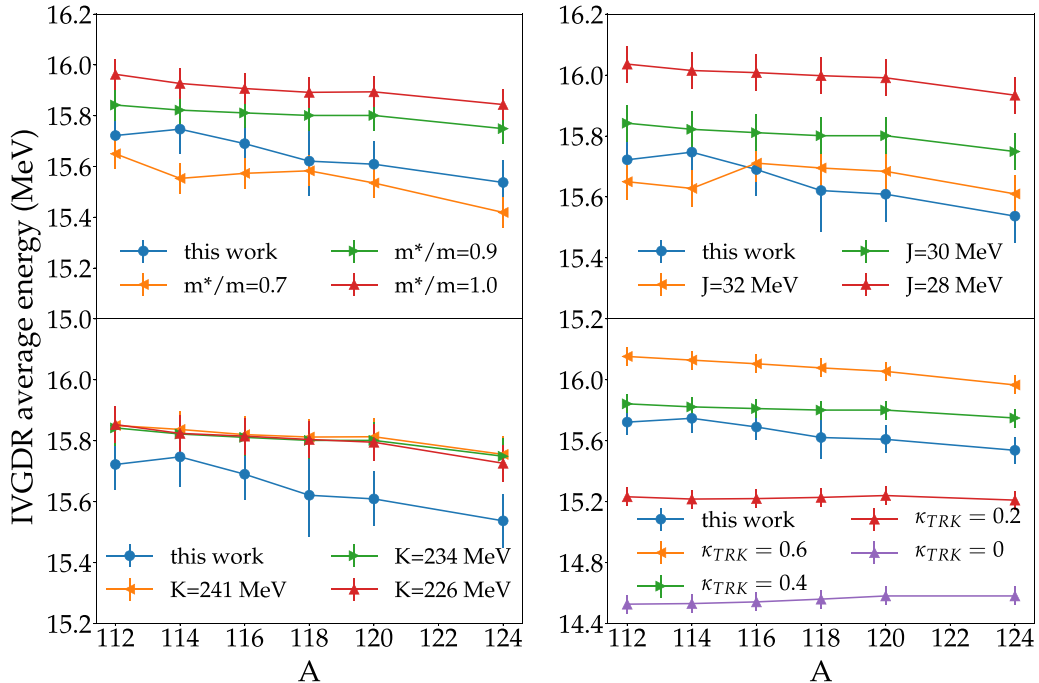 IVGDR average energy (MeV)
16.2
16.0
15.8
15.6
15.4
15.2
15.0
this work
m*/m=0.7
m*/m=0.9
m*/m=1.0
16.2
16.0
15.8
15.6
15.4
15.2
this work
J=32 MeV
J=30 MeV
J=28 MeV
16.0
15.8
15.6
15.4
15.2
this work
K=241 MeV
K=234 MeV
K=226 MeV
112 114 116 118 120 122 124
A
16.0
15.6
15.2
14.8
14.4
this work
κTRK = 0.6
κTRK = 0.4
κTRK = 0.2
κTRK = 0
112 114 116 118 120 122 124
A